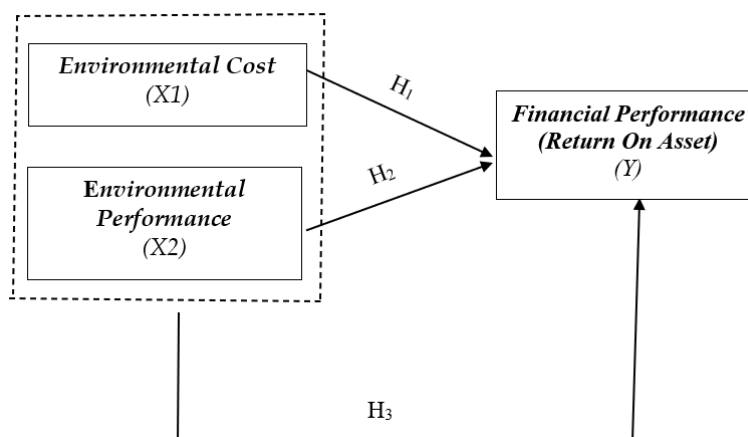 Environmental Cost
(X1)
H1
Financial Performance
(Return On Asset)
(Y)
H2
Environmental
Performance
(X2)
H3